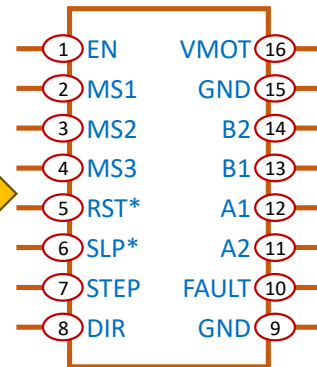 1 EN VMOT 16
2 MS1 GND 15
3 MS2 B2 14
4 MS3 B1 13
5 RST* A1 12
6 SLP* A2 11
7 STEP FAULT 10
8 DIR GND 9